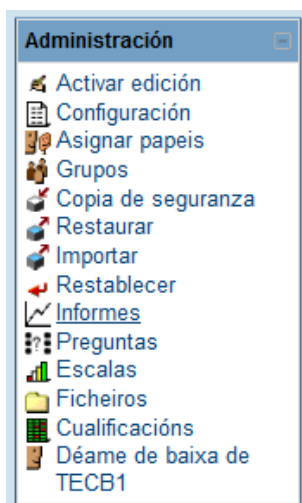 Administración
Activar edición
Configuración
Asignar papeis
Grupos
Copia de seguranza
Restaurar
Importar
Restablecer
Informes
Preguntas
Escalas
Ficheiros
Cualificacións
Déame de baixa de
TECB1